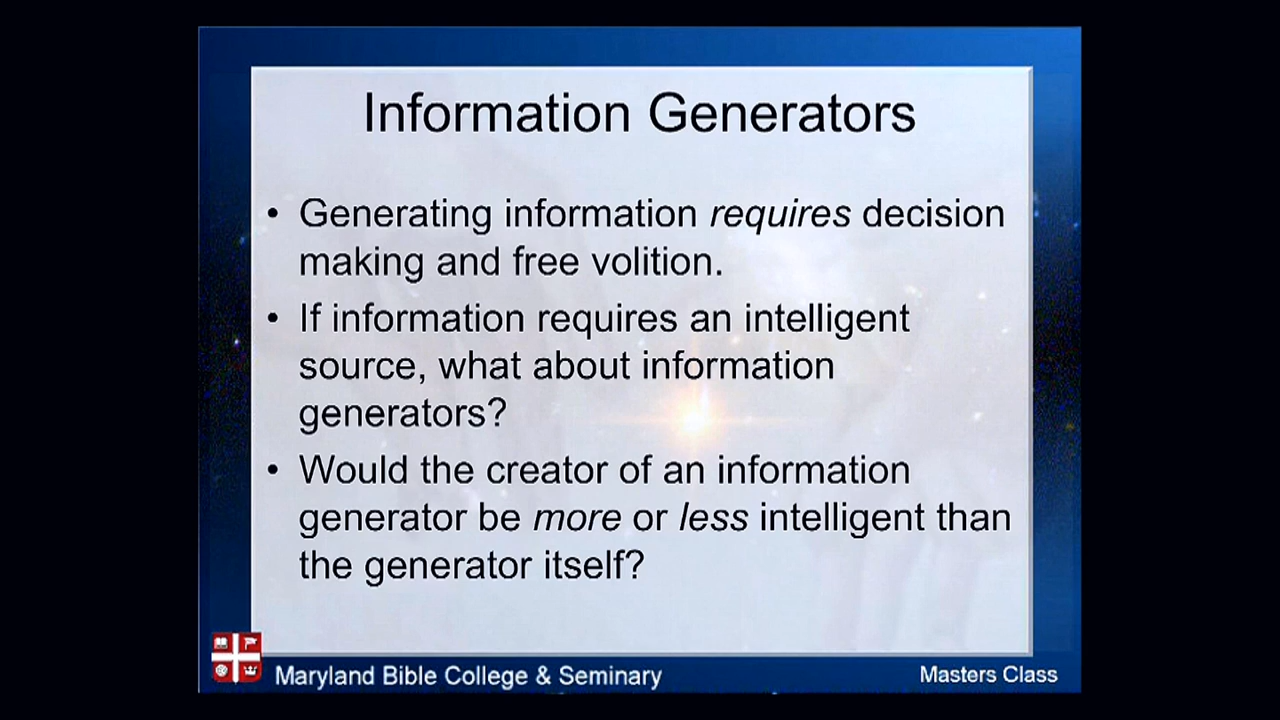 Information Generators
• Generating information requires decision
making and free volition.
• If information requires an intelligent
source, what about information
generators?
• Would the creator of an information
generator be more or less intelligent than
the generator itself?
Maryland Bible College & Seminary
Masters Class